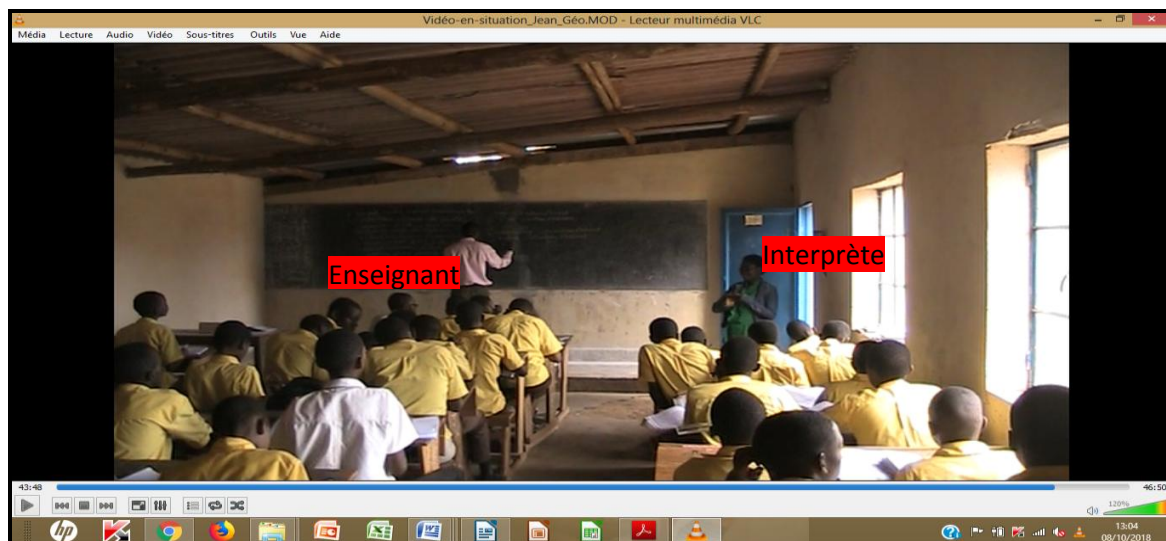 Vidéo-en-situation_Jean_Géo.MOD - Lecteur multimédia VLC
Média Lecture Audio Vidéo Sous-titres Outils Vue Aide
Interprète
Enseignant
43:48
46:50
120%
hp
13:04
08/10/2018